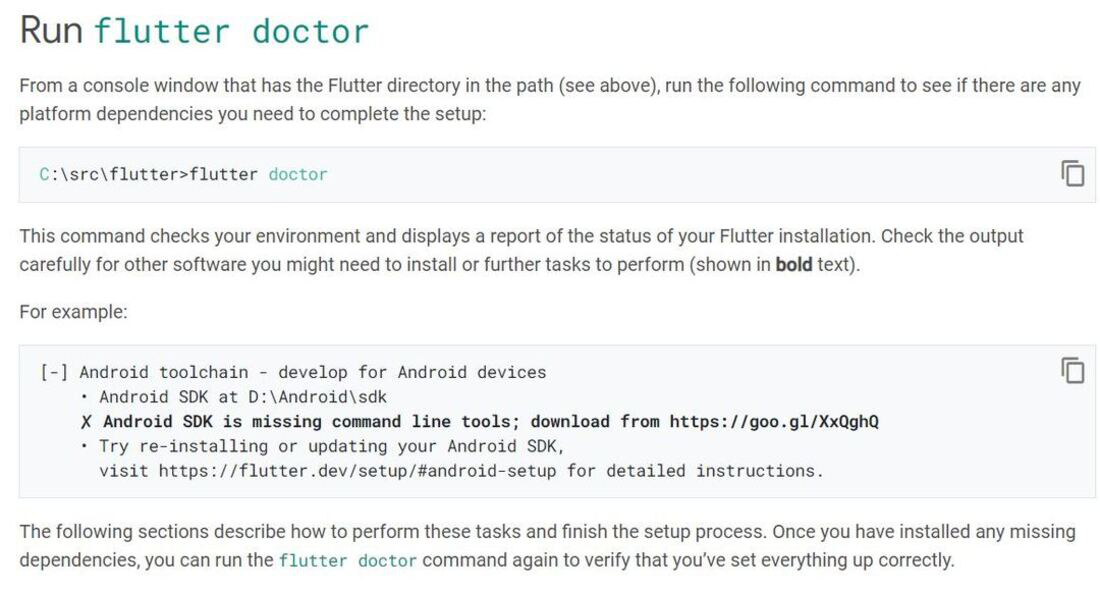 Run flutter doctor
From a console window that has the Flutter directory in the path (see above), run the following command to see if there are any
platform dependencies you need to complete the setup:
C:\src\flutter>flutter doctor
This command checks your environment and displays a report of the status of your Flutter installation. Check the output
carefully for other software you might need to install or further tasks to perform (shown in bold text).
For example:
[-] Android toolchain - develop for Android devices
• Android SDK at D:\Android\sdk
✗ Android SDK is missing command line tools; download from https://goo.gl/XxQghQ
• Try re-installing or updating your Android SDK,
visit https://flutter.dev/setup/#android-setup for detailed instructions.
The following sections describe how to perform these tasks and finish the setup process. Once you have installed any missing
dependencies, you can run the flutter doctor command again to verify that you’ve set everything up correctly.